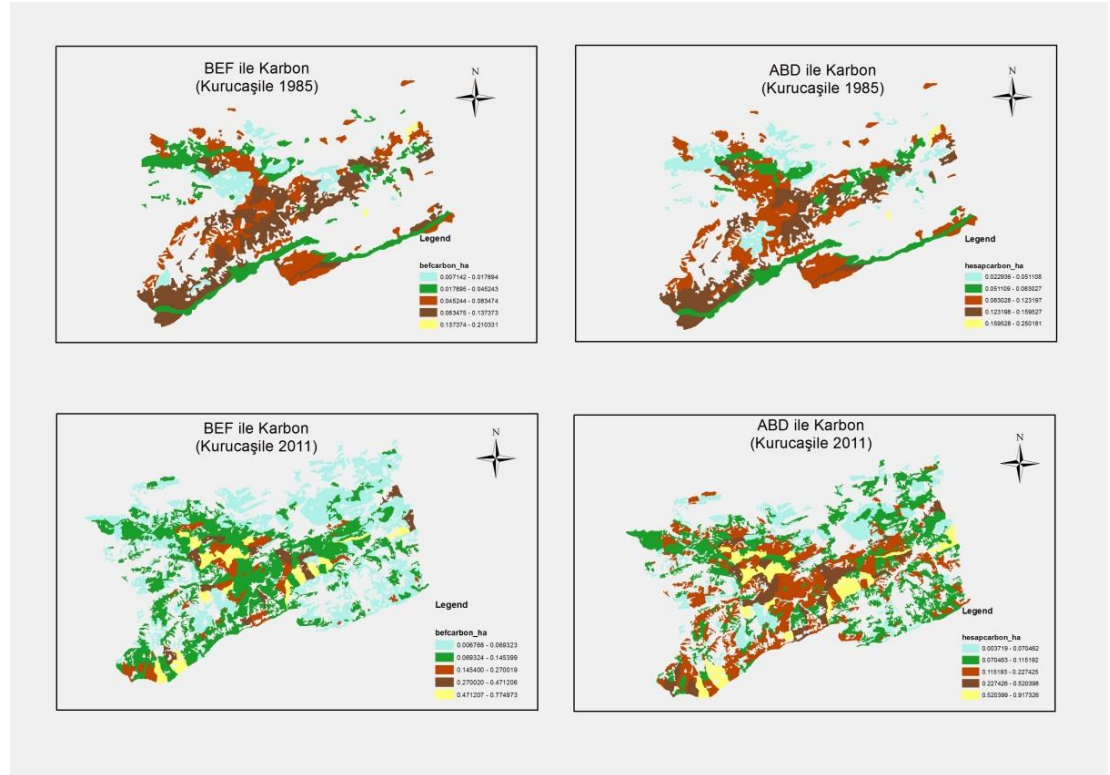 BEF ile Karbon
(Kurucaşile 1985)
N
Legend
befcarbon_ha
0.007142 - 0.017894
0.017895 - 0.045243
0.045244 - 0.083474
0.083475 - 0.137373
0.137374 - 0.210331
ABD ile Karbon
(Kurucaşile 1985)
N
Legend
hesapcarbon_ha
0.022936 - 0.051108
0.051109 - 0.083027
0.083028 - 0.123197
0.123198 - 0.159527
0.159528 - 0.250181
BEF ile Karbon
(Kurucaşile 2011)
N
Legend
befcarbon_ha
0.006768 - 0.069323
0.069324 - 0.145399
0.145400 - 0.270019
0.270020 - 0.471206
0.471207 - 0.774973
ABD ile Karbon
(Kurucaşile 2011)
N
Legend
hesapcarbon_ha
0.003719 - 0.070462
0.070463 - 0.115192
0.115193 - 0.227425
0.227426 - 0.520398
0.520399 - 0.917326